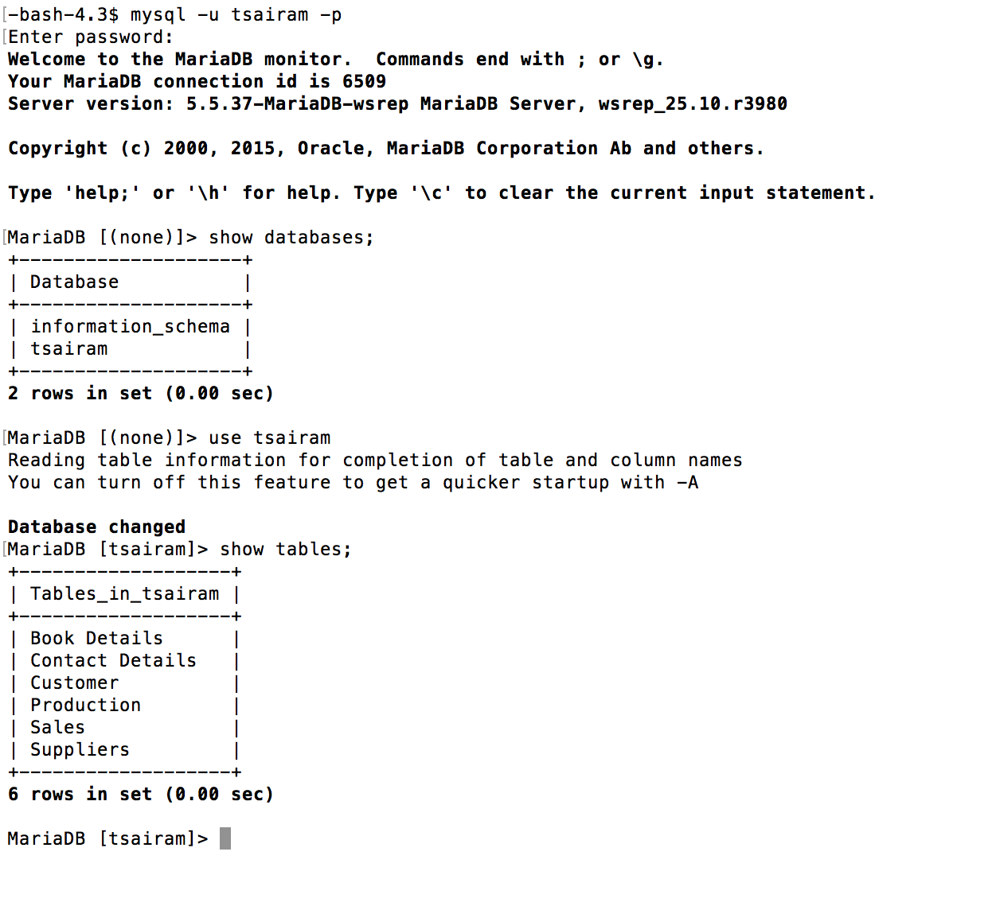 [-bash-4.3$ mysql -u tsairam -p
[Enter password:
Welcome to the MariaDB monitor.  Commands end with ; or \g.
Your MariaDB connection id is 6509
Server version: 5.5.37-MariaDB-wsrep MariaDB Server, wsrep_25.10.r3980

Copyright (c) 2000, 2015, Oracle, MariaDB Corporation Ab and others.

Type 'help;' or '\h' for help. Type '\c' to clear the current input statement.

[MariaDB [(none)]> show databases;
+--------------------+
| Database           |
+--------------------+
| information_schema |
| tsairam            |
+--------------------+
2 rows in set (0.00 sec)

[MariaDB [(none)]> use tsairam
Reading table information for completion of table and column names
You can turn off this feature to get a quicker startup with -A

Database changed
[MariaDB [tsairam]> show tables;
+-------------------+
| Tables_in_tsairam |
+-------------------+
| Book Details      |
| Contact Details   |
| Customer          |
| Production        |
| Sales             |
| Suppliers         |
+-------------------+
6 rows in set (0.00 sec)

MariaDB [tsairam]>